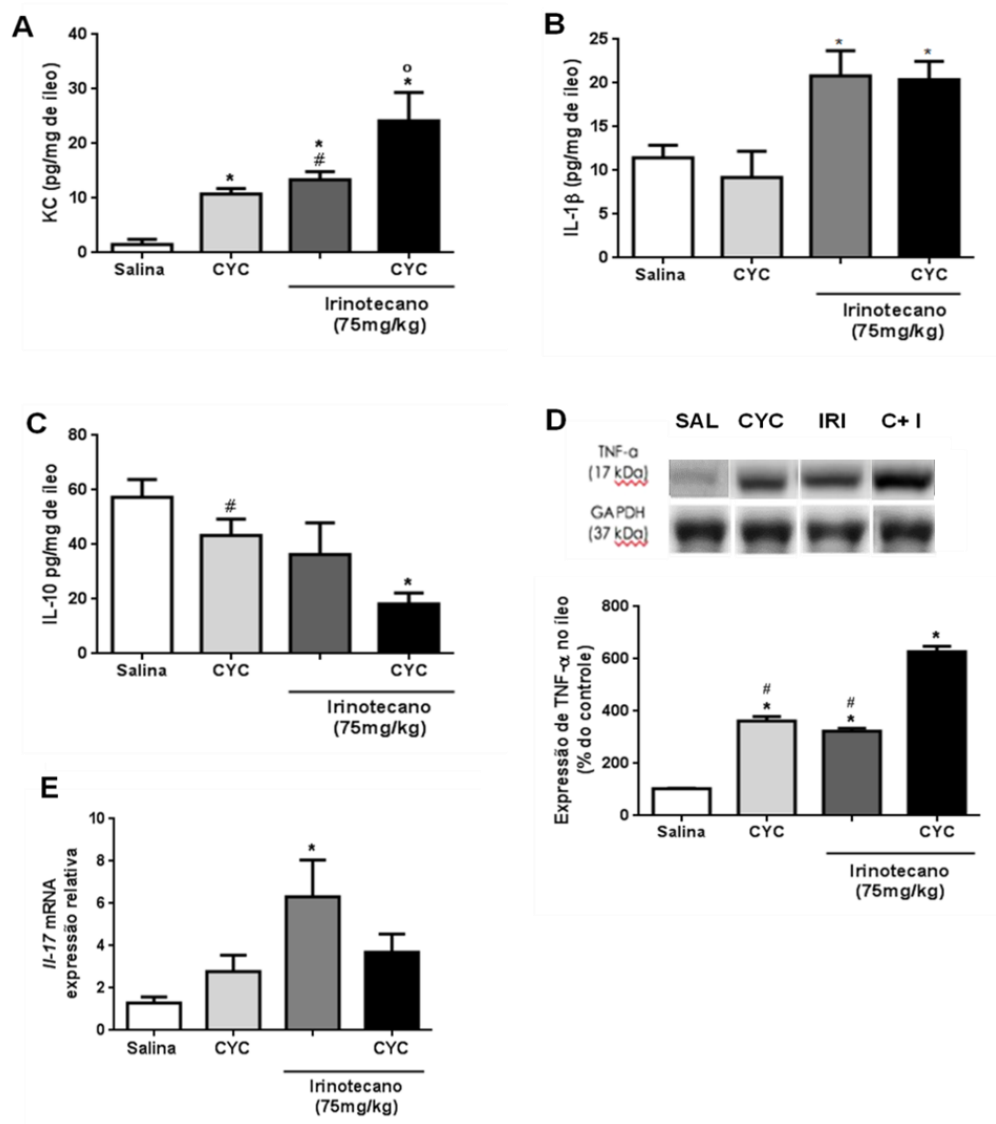 A
KC (pg/mg de íleo)
40
30
20
10
0
*
*
#
o
*
Salina
CYC
CYC
Irinotecano
(75mg/kg)
B
IL-1β (pg/mg de íleo)
25
20
15
10
5
0
*
*
Salina
CYC
CYC
Irinotecano
(75mg/kg)
C
IL-10 pg/mg de íleo
80
60
40
20
0
#
*
Salina
CYC
CYC
Irinotecano
(75mg/kg)
D
SAL CYC IRI C+ I
TNF-α
(17 kDa)
GAPDH
(37 kDa)
Expressão de TNF-α no íleo
(% do controle)
800
600
400
200
0
#
*
#
*
*
Salina
CYC
CYC
Irinotecano
(75mg/kg)
E
Il-17 mRNA
expressão relativa
10
8
6
4
2
0
*
Salina
CYC
CYC
Irinotecano
(75mg/kg)